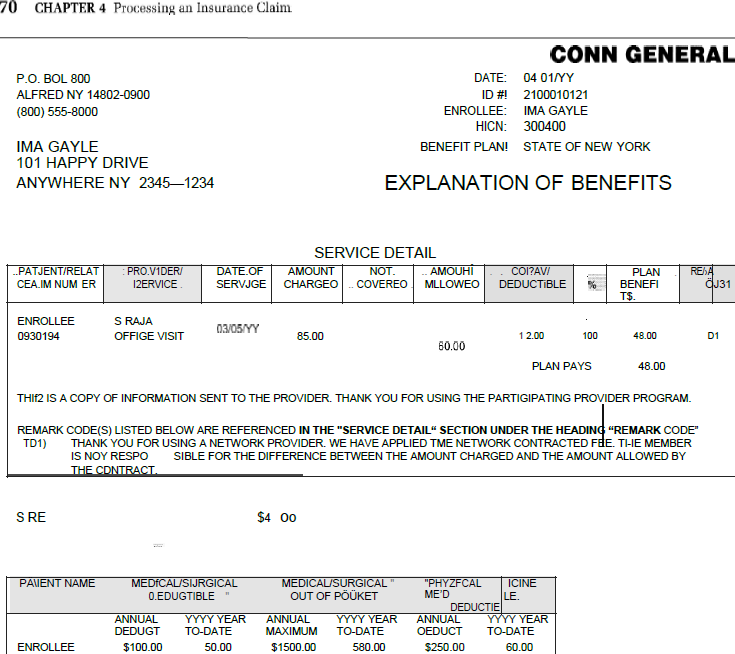 70 CHAPTER 4 Processing an Insurance Claim
CONN GENERAL
P.O. BOL 800
ALFRED NY 14802-0900
(800) 555-8000
DATE: 04 01/YY
ID #! 2100010121
ENROLLEE: IMA GAYLE
HICN: 300400
BENEFIT PLAN! STATE OF NEW YORK
IMA GAYLE
101 HAPPY DRIVE
ANYWHERE NY 2345—1234
EXPLANATION OF BENEFITS
SERVICE DETAIL
..PATJENT/RELAT : PRO.V1DER/ DATE.OF AMOUNT NOT. .. AMOUHÌ . . COI?AV/ PLAN RE/›A
CEA.IM NUM ER I2ERVICE . SERVJGE CHARGEO .. COVEREO . MLLOWEO DEDUCTiBLE % BENEFI ÖJ31
T$.
ENROLLEE S RAJA
0930194 OFFIGE VISIT 03/05/YY 85.00 60.00 1 2.00 100 48.00 D1
PLAN PAYS 48.00
THIf2 IS A COPY OF INFORMATION SENT TO THE PROVIDER. THANK YOU FOR USING THE PARTIGIPATING PROVIDER PROGRAM.
REMARK CODE(S) LISTED BELOW ARE REFERENCED IN THE "SERVICE DETAIL“ SECTION UNDER THE HEADING “REMARK CODE"
TD1) THANK YOU FOR USING A NETWORK PROVIDER. WE HAVE APPLIED TME NETWORK CONTRACTED FEE. TI-IE MEMBER
IS NOY RESPO SIBLE FOR THE DIFFERENCE BETWEEN THE AMOUNT CHARGED AND THE AMOUNT ALLOWED BY
THE CDNTRACT.
S RE $4 Oo
PA\IENT NAME MEDfCAL/SIJRGICAL MEDICAL/SURGICAL " "PHYZFCAL ICINE
0.EDUGTIBLE " OUT OF PÖÜKET ME'D LE.
DEDUCTIE
ANNUAL YYYY YEAR ANNUAL YYYY YEAR ANNUAL YYYY YEAR
DEDUGT TO-DATE MAXIMUM TO-DATE OEDUCT TO-DATE
ENROLLEE $100.00 50.00 $1500.00 580.00 $250.00 60.00